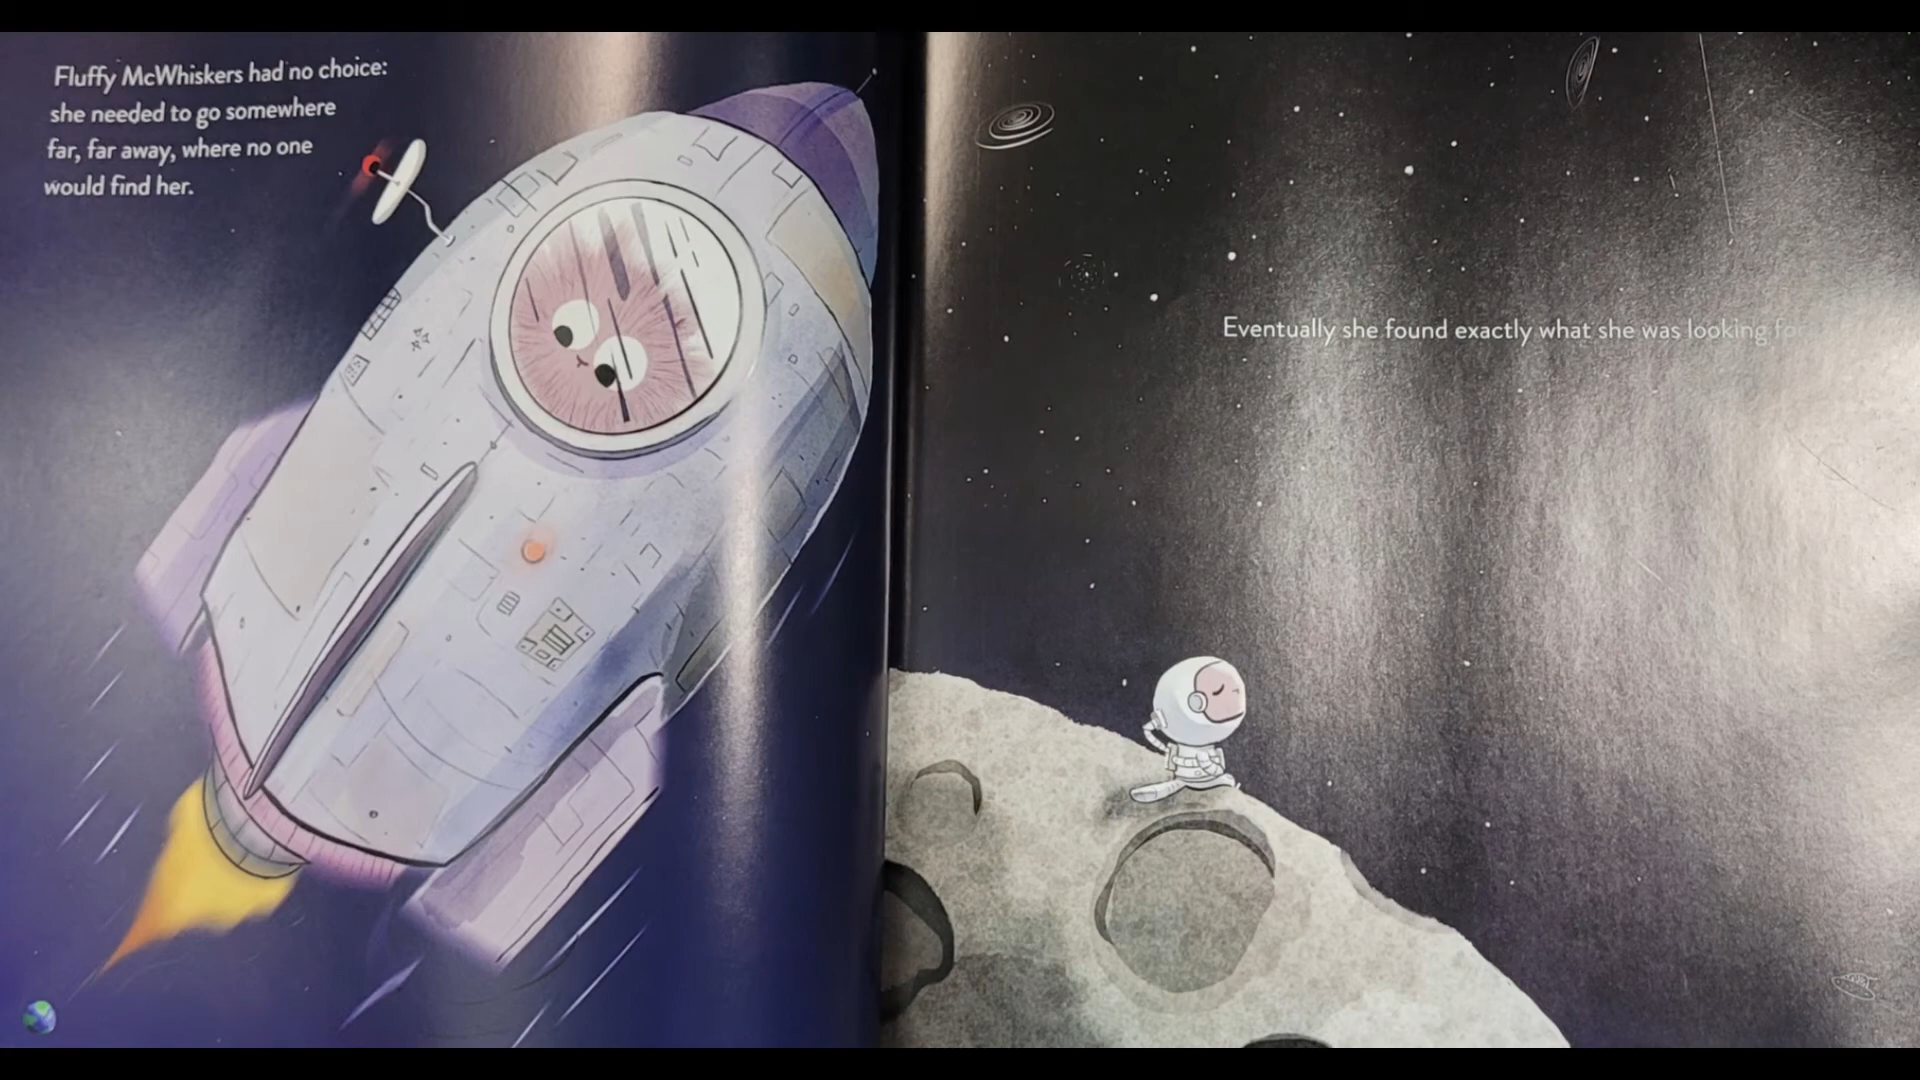 Fluffy McWhiskers had no choice:
she needed to go somewhere
far, far away, where no one
would find her.
Eventually she found exactly what she was looking for